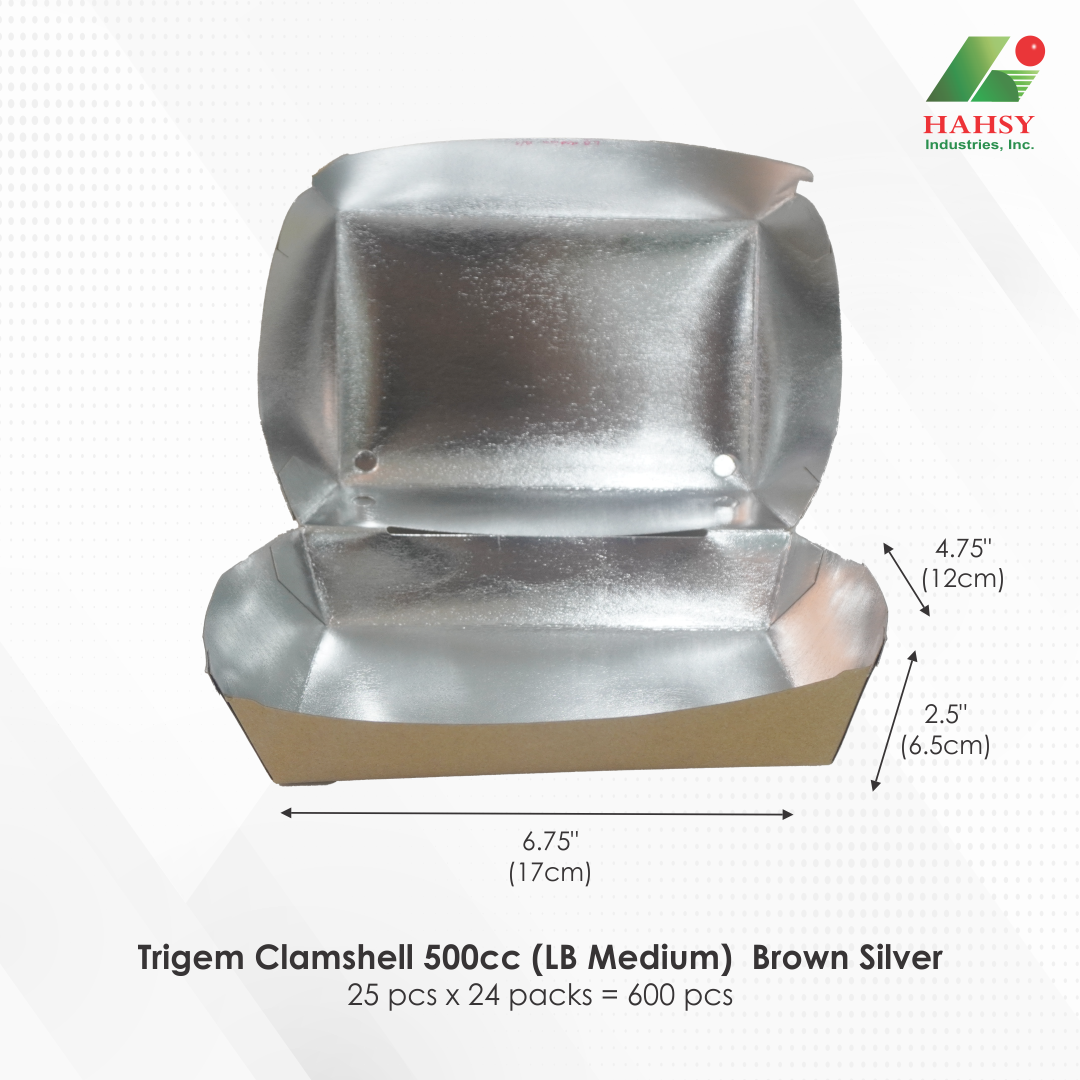 HAHSY
Industries, Inc.
4.75"
(12cm)
2.5"
(6.5cm)
6.75"
(17cm)
Trigem Clamshell 500cc (LB Medium)  Brown Silver
25 pcs x 24 packs = 600 pcs